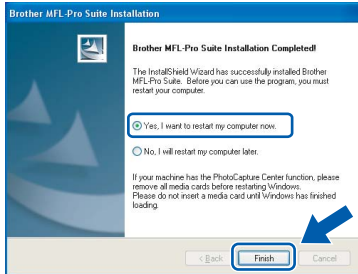 Brother MFL-Pro Suite Installation
Brother MFL-Pro Suite Installation Completed!
The InstallShield Wizard has successfully installed Brother
MFL-Pro Suite. Before you can use the program, you must
restart your computer.
Yes, I want to restart my computer now.
No, I will restart my computer later.
If your machine has the PhotoCapture Center function, please
remove all media cards before restarting Windows.
Please do not insert a media card until Windows has finished
loading.
< Back Finish Cancel